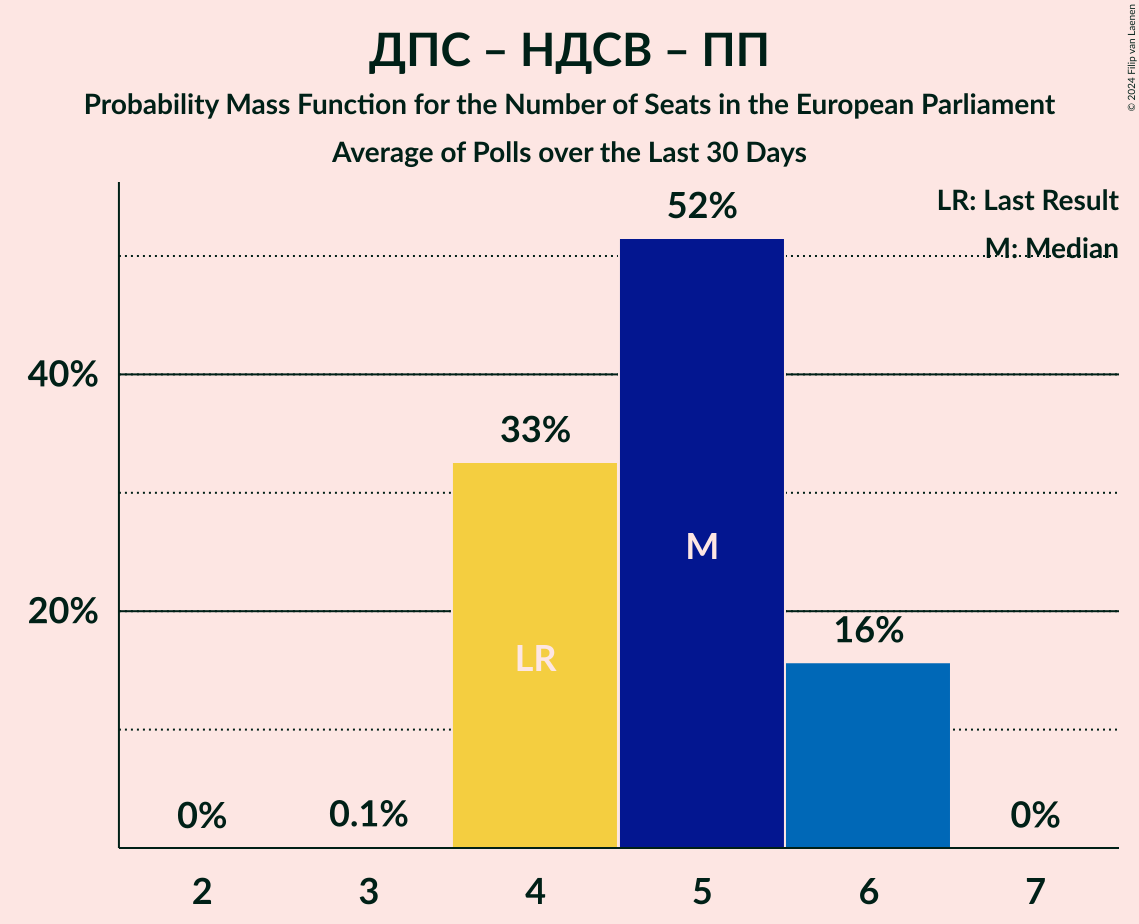 ДПС – НДСВ – ПП
Probability Mass Function for the Number of Seats in the European Parliament
Average of Polls over the Last 30 Days
© 2024 Filip van Laenen
LR: Last Result
M: Median
52%
40%
33%
M
20%
16%
LR
0%
0.1%
0%
2 3 4 5 6 7